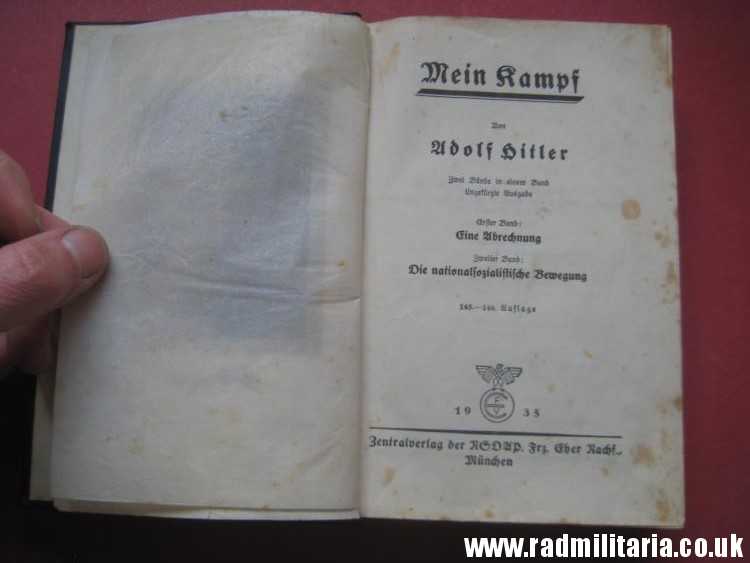 Mein Kampf
Von
Adolf Hitler
Zwei Bände in einem Band
Ungekürzte Ausgabe
Erster Band:
Eine Abrechnung
Zweiter Band:
Die nationalsozialistische Bewegung
Auflage
1935
Zentralverlag der NSDAP. Frz. Eher Nachf.,
München
www.radmilitaria.co.uk